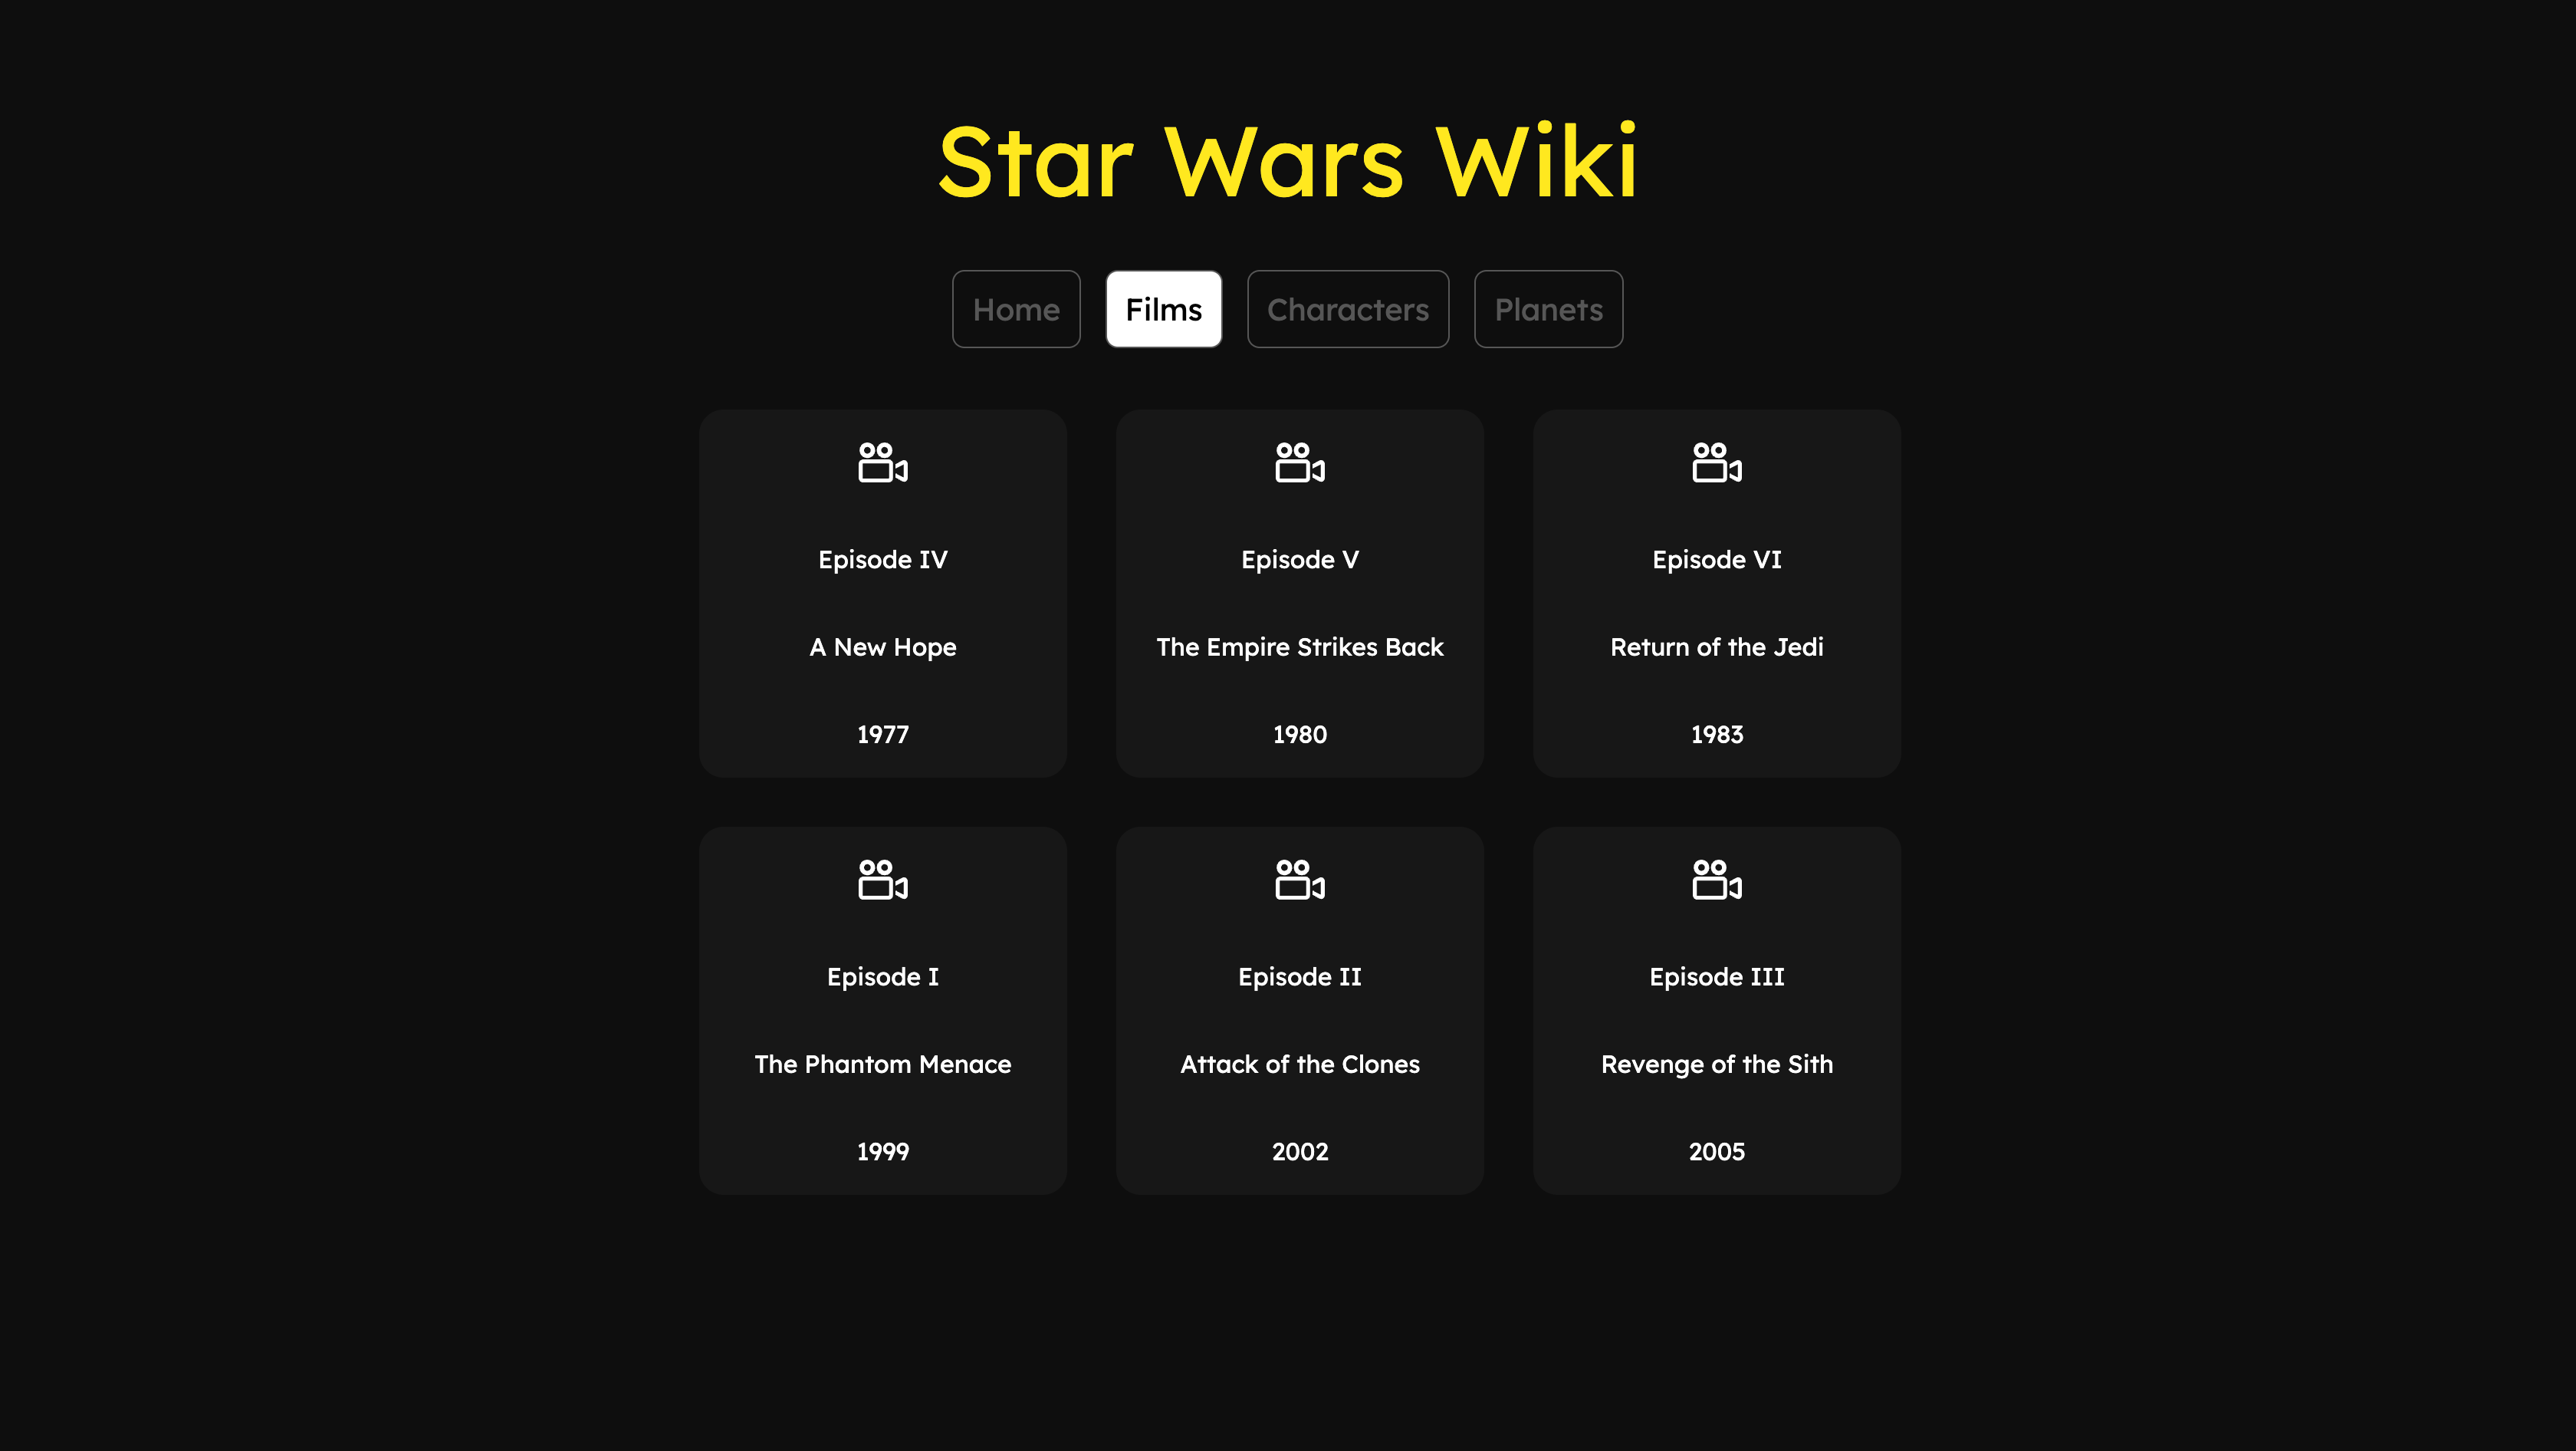 Star Wars Wiki
Home
Films
Characters
Planets
Episode IV
A New Hope
1977
Episode V
The Empire Strikes Back
1980
Episode VI
Return of the Jedi
1983
Episode I
The Phantom Menace
1999
Episode II
Attack of the Clones
2002
Episode III
Revenge of the Sith
2005